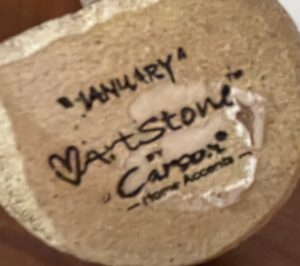 "JANUARY"
♡ArtStone™
BY
Carson®
— Home Accents —